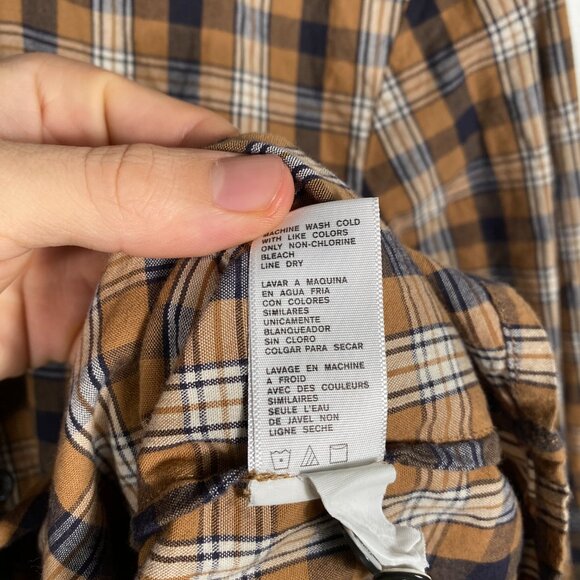 MACHINE WASH COLD
WITH LIKE COLORS
ONLY NON-CHLORINE
BLEACH
LINE DRY
LAVAR A MAQUINA
EN AGUA FRIA
CON COLORES
SIMILARES
UNICAMENTE
BLANQUEADOR
SIN CLORO
COLGAR PARA SECAR
LAVAGE EN MACHINE
A FROID
AVEC DES COULEURS
SIMILAIRES
SEULE L'EAU
DE JAVEL NON
LIGNE SECHE